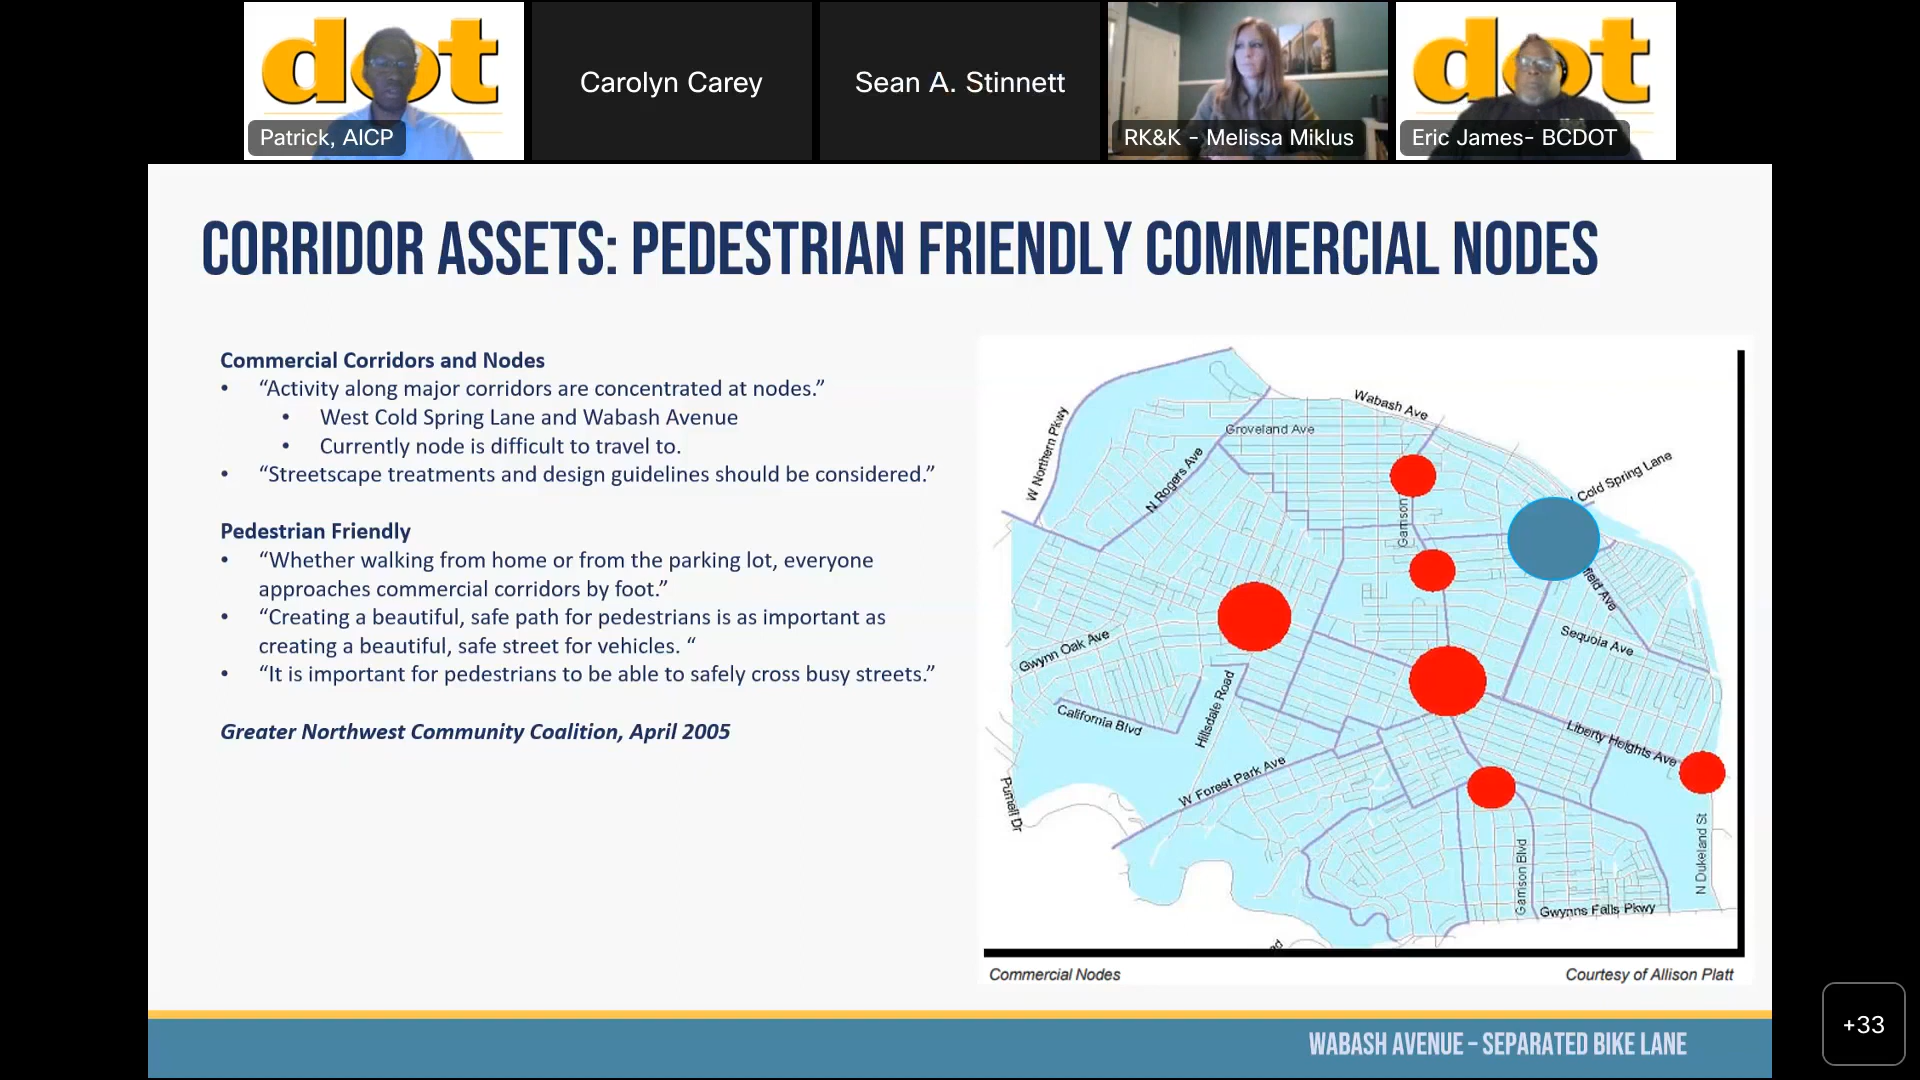 dot
Patrick, AICP
Carolyn Carey
Sean A. Stinnett
RK&K - Melissa Miklus
dot
Eric James- BCDOT
CORRIDOR ASSETS: PEDESTRIAN FRIENDLY COMMERCIAL NODES
Commercial Corridors and Nodes
• “Activity along major corridors are concentrated at nodes.”
• West Cold Spring Lane and Wabash Avenue
• Currently node is difficult to travel to.
• “Streetscape treatments and design guidelines should be considered.”
Pedestrian Friendly
• “Whether walking from home or from the parking lot, everyone
approaches commercial corridors by foot.”
• “Creating a beautiful, safe path for pedestrians is as important as
creating a beautiful, safe street for vehicles. “
• “It is important for pedestrians to be able to safely cross busy streets.”
Greater Northwest Community Coalition, April 2005
Wabash Ave
Groveland Ave
W Northern Pkwy
N Rogers Ave
Cold Spring Lane
Garrison
field Ave
Sequoia Ave
Gwynn Oak Ave
Hillsdale Road
California Blvd
Liberty Heights Ave
W Forest Park Ave
Purnell Dr
Garrison Blvd
N Dukeland St
Gwynns Falls Pkwy
Commercial Nodes
Courtesy of Allison Platt
WABASH AVENUE – SEPARATED BIKE LANE
+33